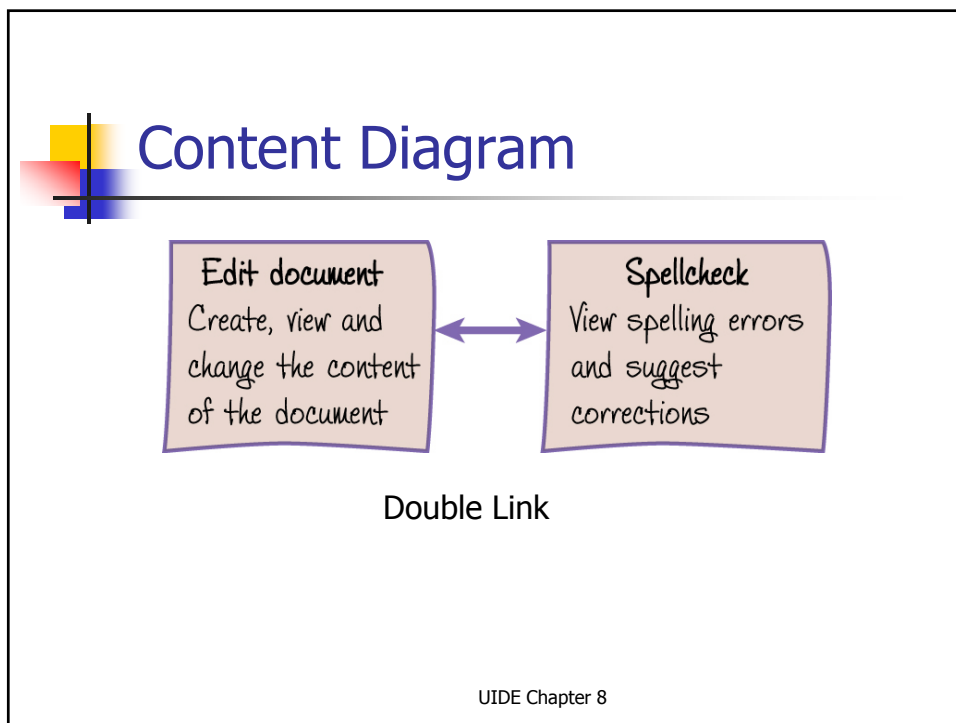 Content Diagram
Edit document
Create, view and
change the content
of the document
Spellcheck
View spelling errors
and suggest
corrections
Double Link
UIDE Chapter 8